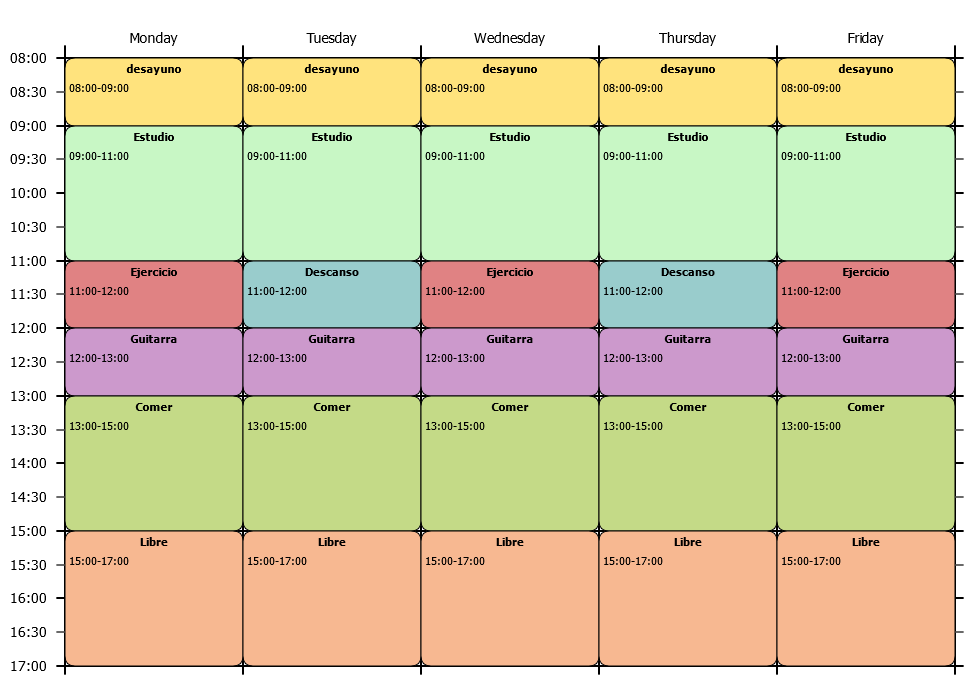 Monday Tuesday Wednesday Thursday Friday
08:00
desayuno desayuno desayuno desayuno desayuno
08:30 08:00-09:00 08:00-09:00 08:00-09:00 08:00-09:00 08:00-09:00
09:00
Estudio Estudio Estudio Estudio Estudio
09:30 09:00-11:00 09:00-11:00 09:00-11:00 09:00-11:00 09:00-11:00
10:00
10:30
11:00
Ejercicio Descanso Ejercicio Descanso Ejercicio
11:30 11:00-12:00 11:00-12:00 11:00-12:00 11:00-12:00 11:00-12:00
12:00
Guitarra Guitarra Guitarra Guitarra Guitarra
12:30 12:00-13:00 12:00-13:00 12:00-13:00 12:00-13:00 12:00-13:00
13:00
Comer Comer Comer Comer Comer
13:30 13:00-15:00 13:00-15:00 13:00-15:00 13:00-15:00 13:00-15:00
14:00
14:30
15:00
Libre Libre Libre Libre Libre
15:30 15:00-17:00 15:00-17:00 15:00-17:00 15:00-17:00 15:00-17:00
16:00
16:30
17:00